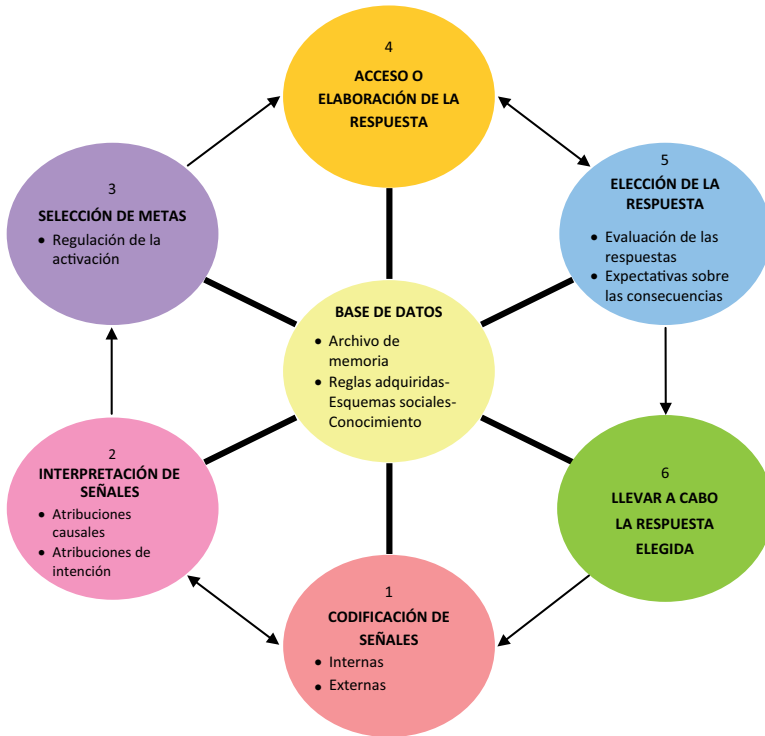 4
ACCESO O
ELABORACIÓN DE LA
RESPUESTA
3
SELECCIÓN DE METAS
• Regulación de la
activación
5
ELECCIÓN DE LA
RESPUESTA
• Evaluación de las
respuestas
• Expectativas sobre
las consecuencias
BASE DE DATOS
• Archivo de
memoria
• Reglas adquiridas-
Esquemas sociales-
Conocimiento
2
INTERPRETACIÓN DE
SEÑALES
• Atribuciones
causales
• Atribuciones de
intención
6
LLEVAR A CABO
LA RESPUESTA
ELEGIDA
1
CODIFICACIÓN DE
SEÑALES
• Internas
• Externas